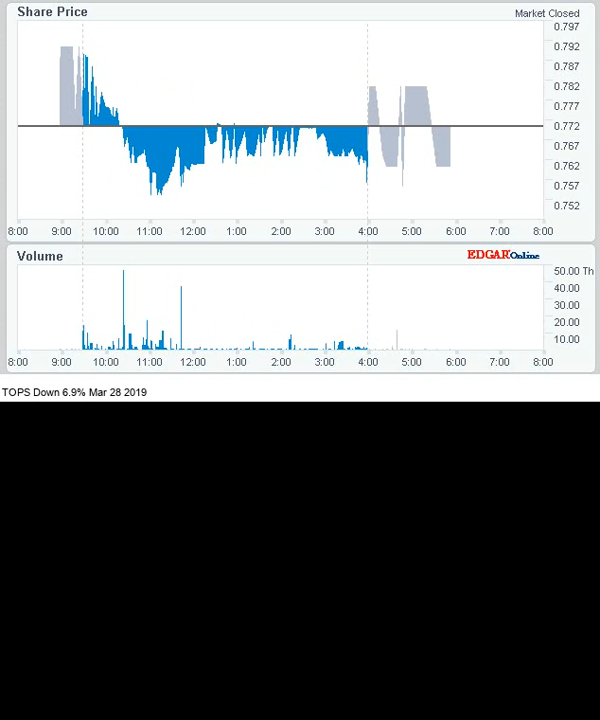 Share Price
Market Closed
0.797
0.792
0.787
0.782
0.777
0.772
0.767
0.762
0.757
0.752
8:00 9:00 10:00 11:00 12:00 1:00 2:00 3:00 4:00 5:00 6:00 7:00 8:00
Volume
EDGAROnline
50.00 Th
40.00
30.00
20.00
10.00
8:00 9:00 10:00 11:00 12:00 1:00 2:00 3:00 4:00 5:00 6:00 7:00 8:00
TOPS Down 6.9% Mar 28 2019